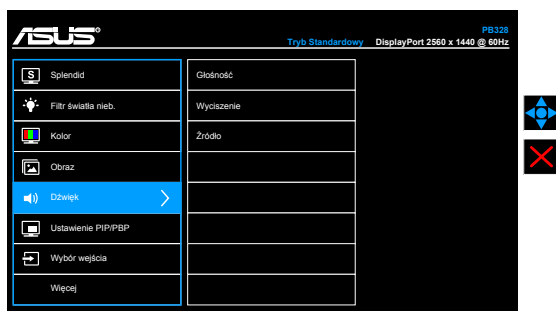 ASUS
PB328
Tryb Standardowy DisplayPort 2560 x 1440 @ 60Hz
S Splendid
Głośność
Filtr światła nieb.
Wyciszenie
Kolor
Źródło
Obraz
Dźwięk
Ustawienie PIP/PBP
Wybór wejścia
Więcej